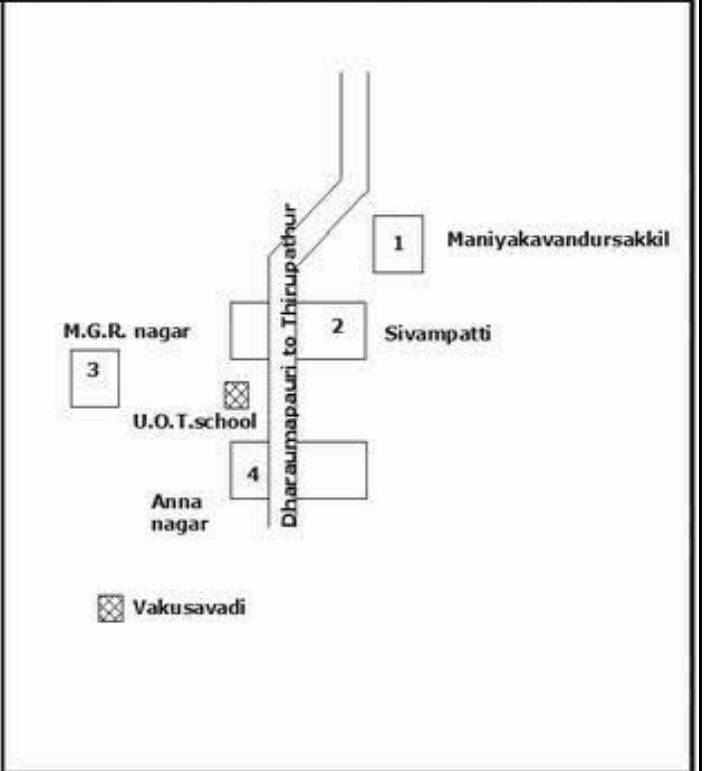 Dharaumapauri to Thirupathur
1
Maniyakavandursakkil
2
Sivampatti
M.G.R. nagar
3
U.O.T.school
4
Anna
nagar
Vakusavadi